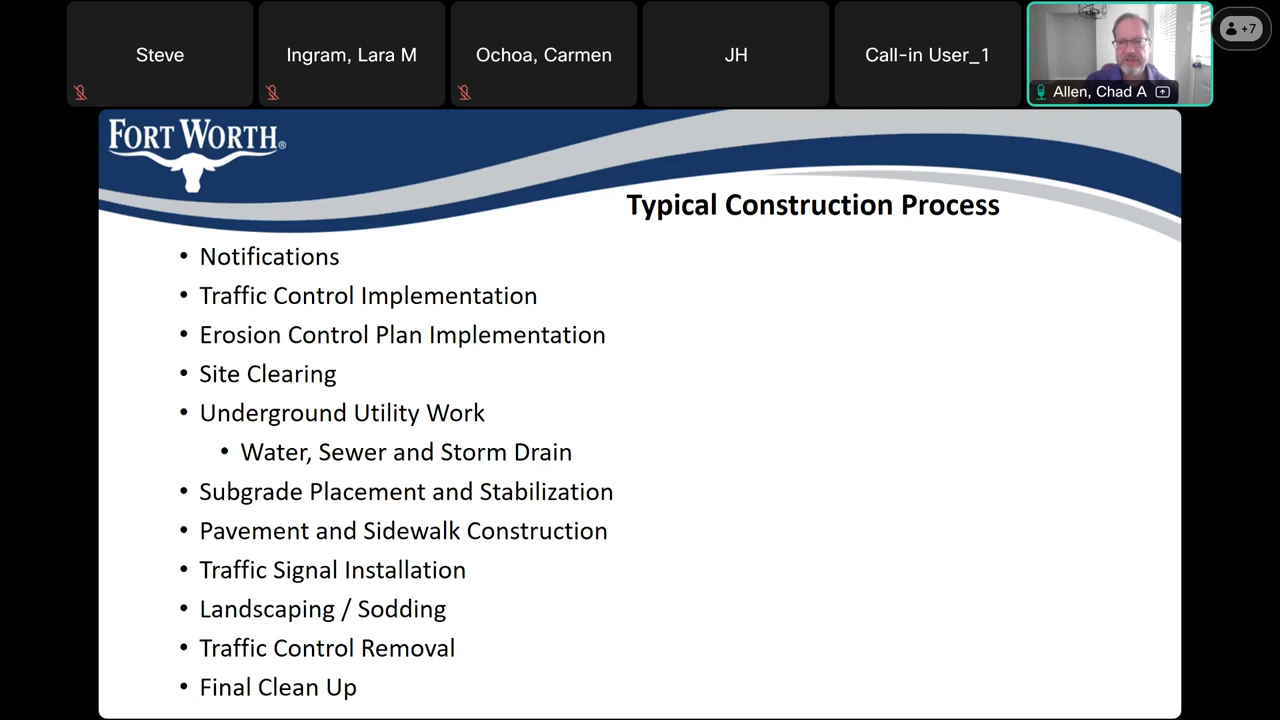 Steve
Ingram, Lara M
Ochoa, Carmen
JH
Call-in User_1
Allen, Chad A
+7
FORT WORTH®
Typical Construction Process
• Notifications
• Traffic Control Implementation
• Erosion Control Plan Implementation
• Site Clearing
• Underground Utility Work
• Water, Sewer and Storm Drain
• Subgrade Placement and Stabilization
• Pavement and Sidewalk Construction
• Traffic Signal Installation
• Landscaping / Sodding
• Traffic Control Removal
• Final Clean Up